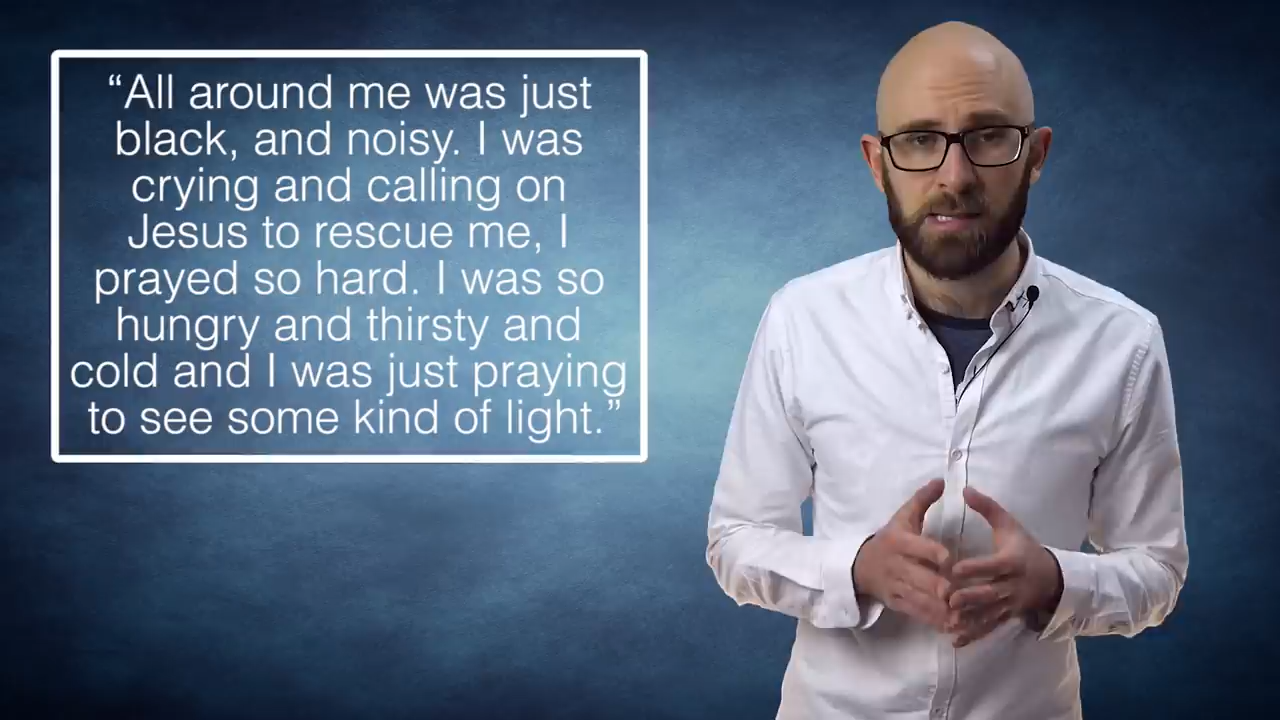 “All around me was just
black, and noisy. I was
crying and calling on
Jesus to rescue me, I
prayed so hard. I was so
hungry and thirsty and
cold and I was just praying
to see some kind of light.”